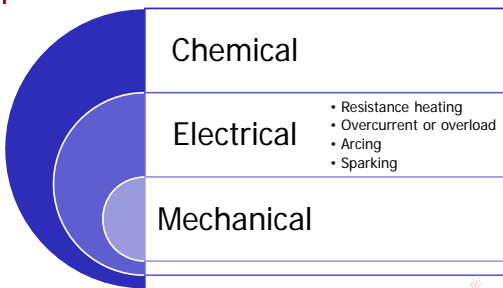 Chemical
Electrical
• Resistance heating
• Overcurrent or overload
• Arcing
• Sparking
Mechanical